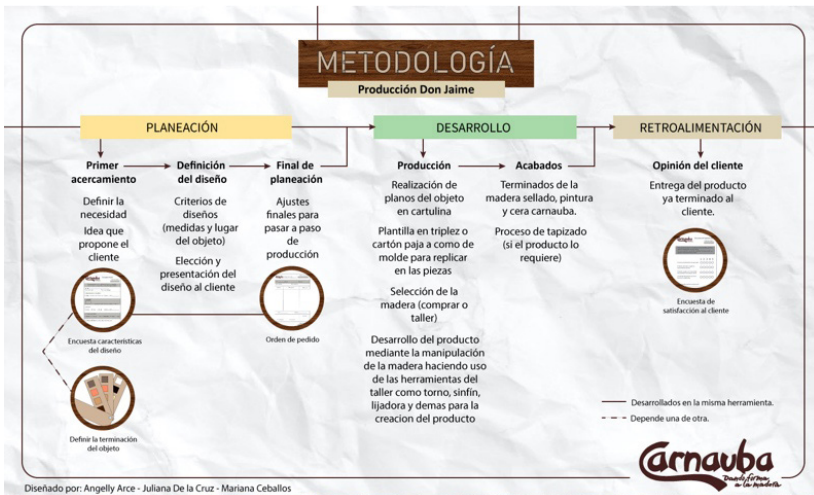 METODOLOGÍA
Producción Don Jaime
PLANEACIÓN
Primer
acercamiento
Definir la
necesidad
Idea que
propone el
cliente
Encuesta características
del diseño
Definir la terminación
del objeto
Definición
del diseño
Criterios de
diseños
(medidas y lugar
del objeto)
Elección y
presentación del
diseño al cliente
Final de
planeación
Ajustes
finales para
pasar a paso
de
producción
Orden de pedido
DESARROLLO
Producción
Realización de
planos del objeto
en cartulina
Plantilla en triplez o
cartón paja a como de
molde para replicar
en las piezas
Selección de la
madera (comprar o
taller)
Desarrollo del producto
mediante la manipulación
de la madera haciendo uso
de las herramientas del
taller como torno, sinfín,
lijadora y demas para la
creacion del producto
Acabados
Terminados de la
madera sellado, pintura
y cera carnauba.
Proceso de tapizado
(si el producto lo
requiere)
RETROALIMENTACIÓN
Opinión del cliente
Entrega del producto
ya terminado al
cliente.
Encuesta de
satisfacción al cliente
Desarrollados en la misma herramienta.
Depende una de otra.
Carnauba
Dando forma
a la madera
Diseñado por: Angelly Arce - Juliana De la Cruz - Mariana Ceballos